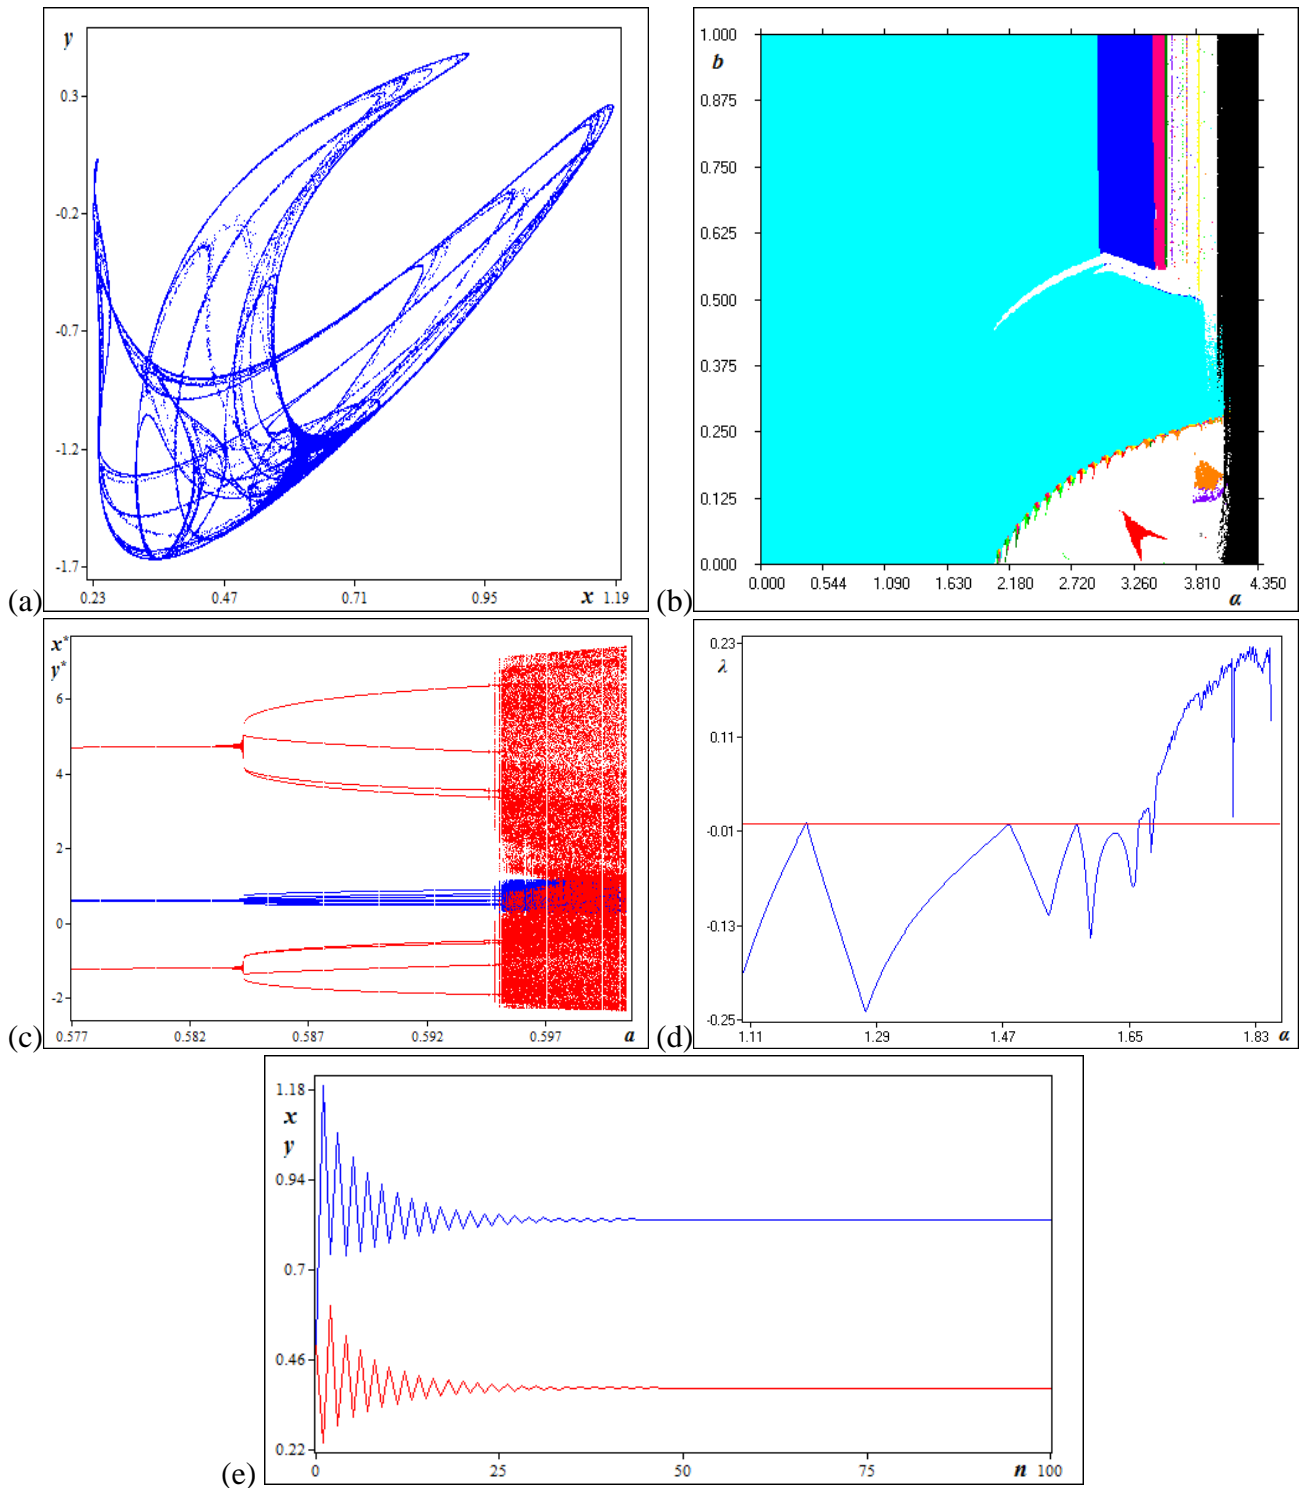 (a)
y
0.3
-0.2
-0.7
-1.2
-1.7
0.23 0.47 0.71 0.95 x 1.19
(b)
1.000
b
0.875
0.750
0.625
0.500
0.375
0.250
0.125
0.000
0.000 0.544 1.090 1.630 2.180 2.720 3.260 3.810 4.350
α
(c)
x*
y*
6
4
2
0
-2
0.577 0.582 0.587 0.592 0.597 a
(d)
0.23
λ
0.11
-0.01
-0.13
-0.25
1.11 1.29 1.47 1.65 1.83 α
(e)
1.18
x
y
0.94
0.7
0.46
0.22
0 25 50 75 n 100